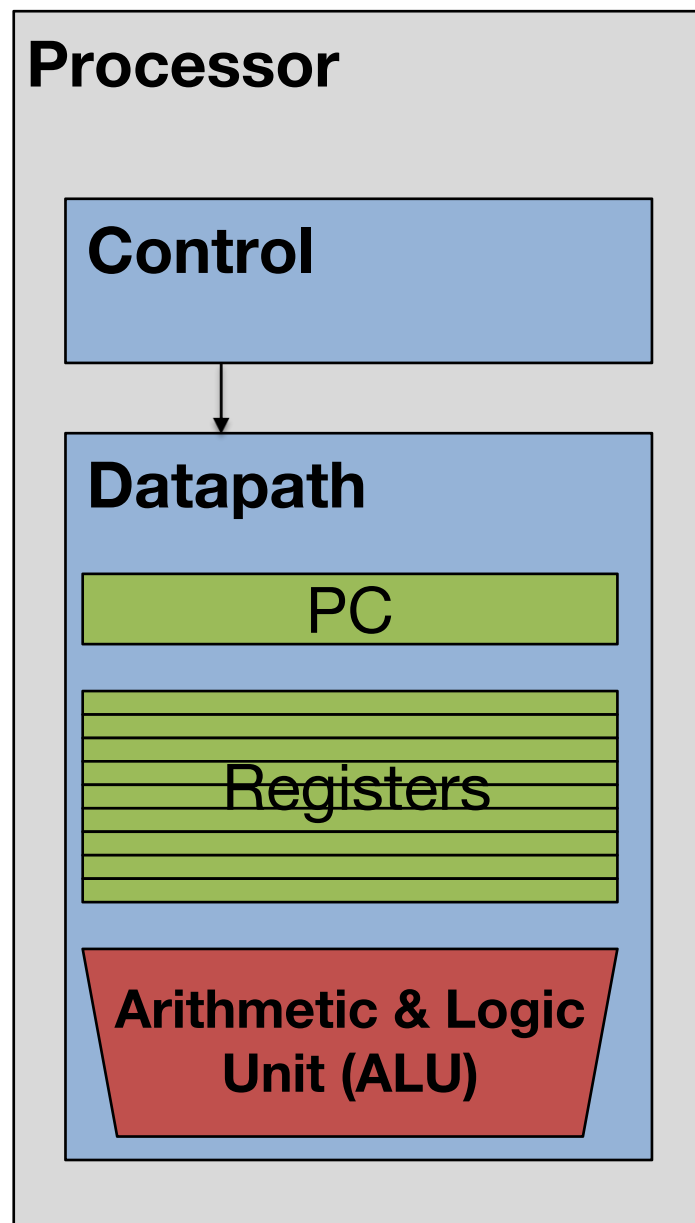 Processor
Control
Datapath
PC
Registers
Arithmetic & Logic
Unit (ALU)